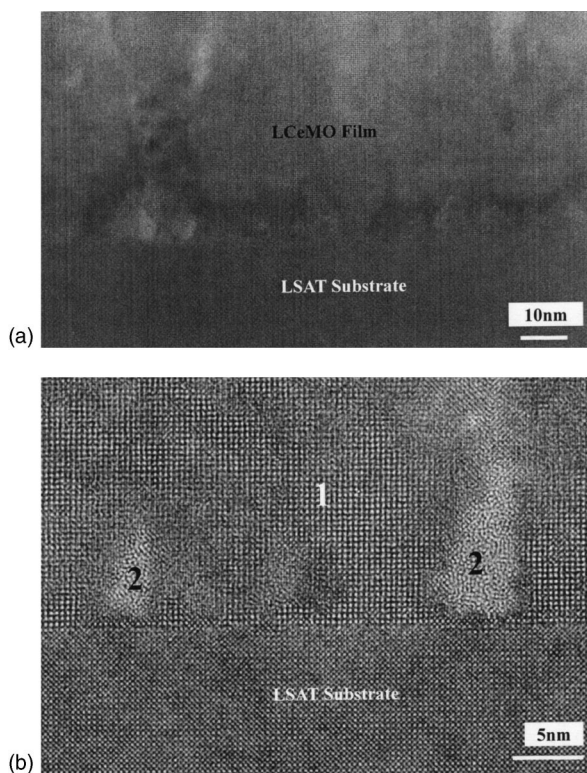 LCeMO Film
LSAT Substrate
10nm
(a)
1
2
2
LSAT Substrate
5nm
(b)